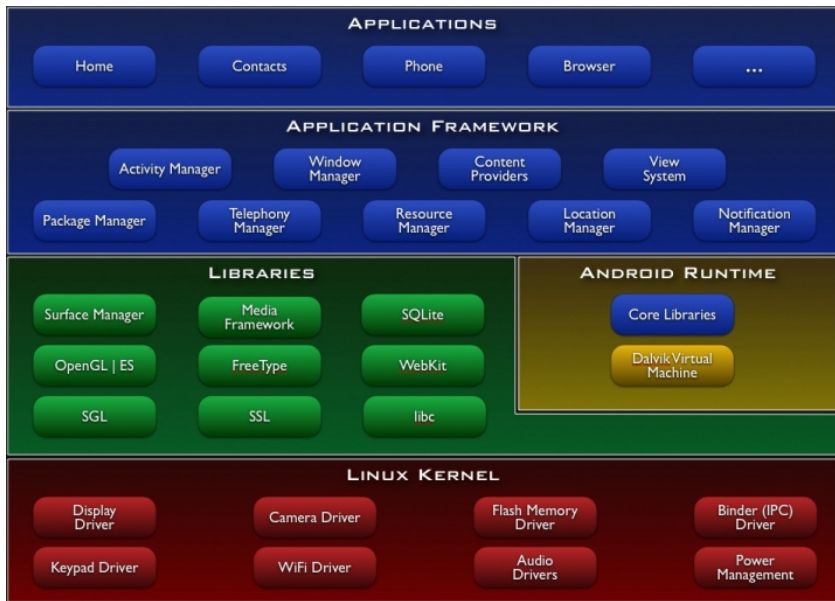 APPLICATIONS
Home
Contacts
Phone
Browser
...
APPLICATION FRAMEWORK
Activity Manager
Window
Manager
Content
Providers
View
System
Package Manager
Telephony
Manager
Resource
Manager
Location
Manager
Notification
Manager
LIBRARIES
Surface Manager
Media
Framework
SQLite
OpenGL | ES
FreeType
WebKit
SGL
SSL
libc
ANDROID RUNTIME
Core Libraries
Dalvik Virtual
Machine
LINUX KERNEL
Display
Driver
Camera Driver
Flash Memory
Driver
Binder (IPC)
Driver
Keypad Driver
WiFi Driver
Audio
Drivers
Power
Management